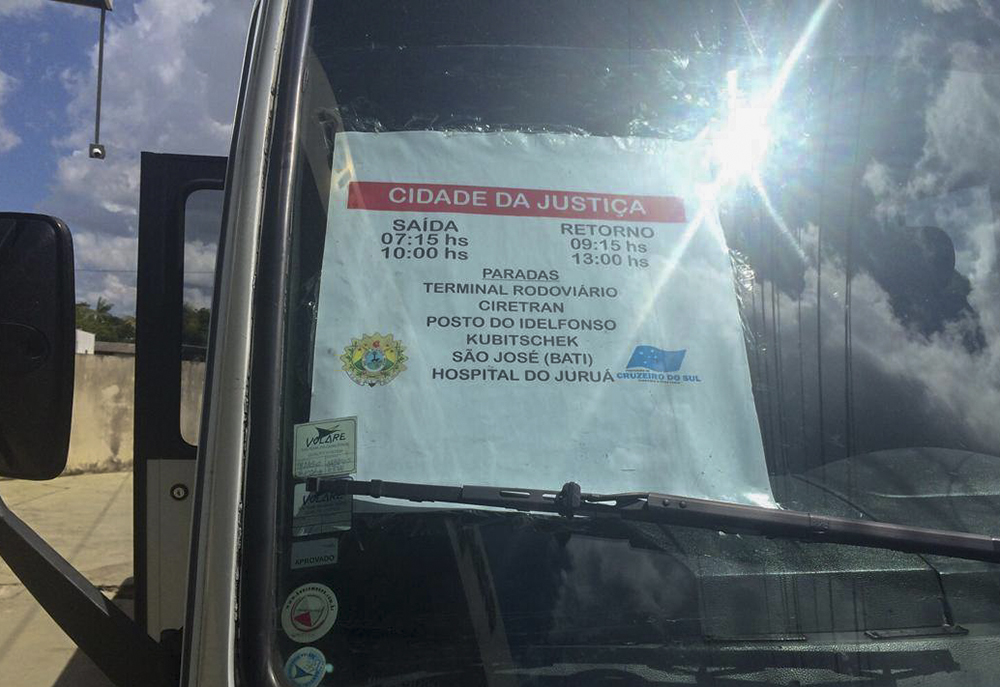 CIDADE DA JUSTIÇA
SAÍDA RETORNO
07:15 hs 09:15 hs
10:00 hs 13:00 hs
PARADAS
TERMINAL RODOVIÁRIO
CIRETRAN
POSTO DO IDELFONSO
KUBITSCHEK
SÃO JOSÉ (BATI)
HOSPITAL DO JURUÁ
CRUZEIRO DO SUL
VOLARE
VOLARE
APROVADO